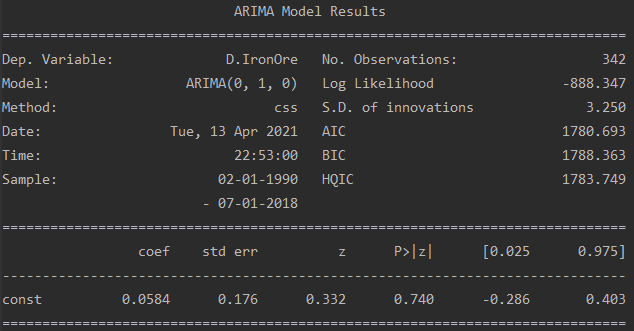 ARIMA Model Results
==============================================================================
Dep. Variable: D.IronOre No. Observations: 342
Model: ARIMA(0, 1, 0) Log Likelihood -888.347
Method: css S.D. of innovations 3.250
Date: Tue, 13 Apr 2021 AIC 1780.693
Time: 22:53:00 BIC 1788.363
Sample: 02-01-1990 HQIC 1783.749
- 07-01-2018
==============================================================================
coef std err z P>|z| [0.025 0.975]
------------------------------------------------------------------------------
const 0.0584 0.176 0.332 0.740 -0.286 0.403
==============================================================================